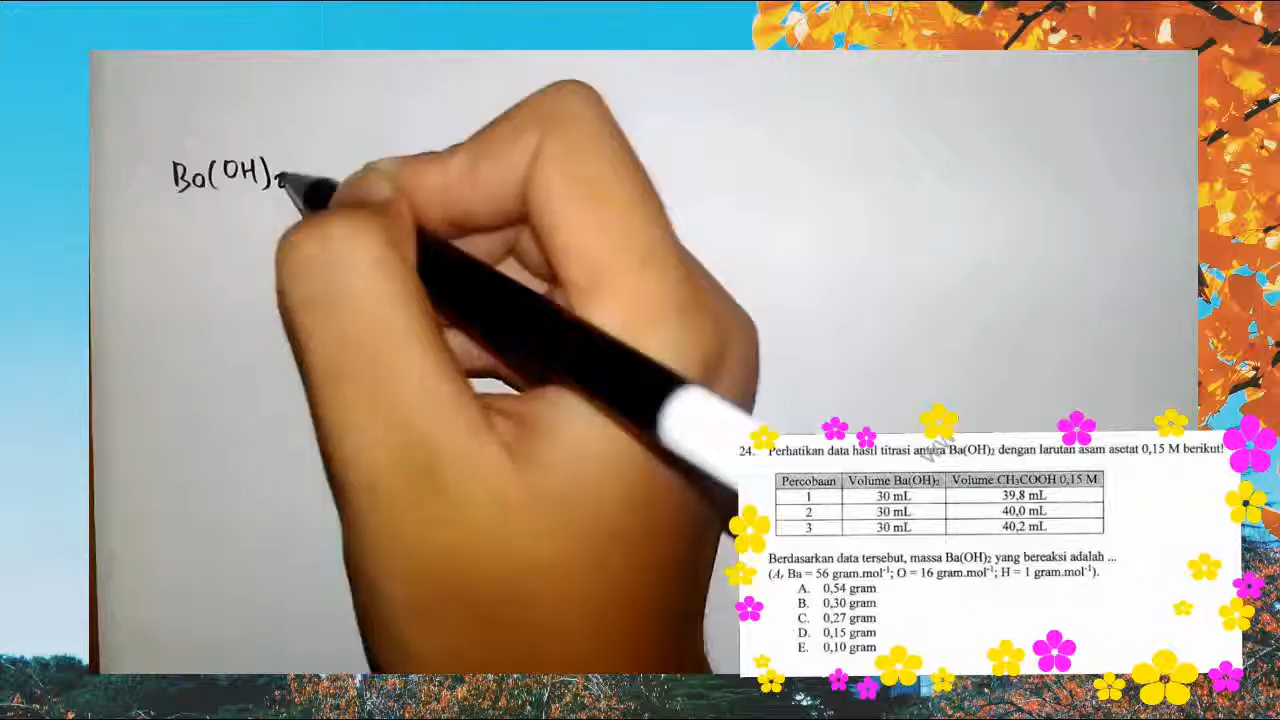 Ba(OH)₂
24. Perhatikan data hasil titrasi antara Ba(OH)₂ dengan larutan asam asetat 0,15 M berikut!
Percobaan Volume Ba(OH)₂ Volume CH₃COOH 0,15 M
1 30 mL 39,8 mL
2 30 mL 40,0 mL
3 30 mL 40,2 mL
Berdasarkan data tersebut, massa Ba(OH)₂ yang bereaksi adalah ...
(Aᵣ Ba = 56 gram.mol⁻¹; O = 16 gram.mol⁻¹; H = 1 gram.mol⁻¹).
A. 0,54 gram
B. 0,30 gram
C. 0,27 gram
D. 0,15 gram
E. 0,10 gram